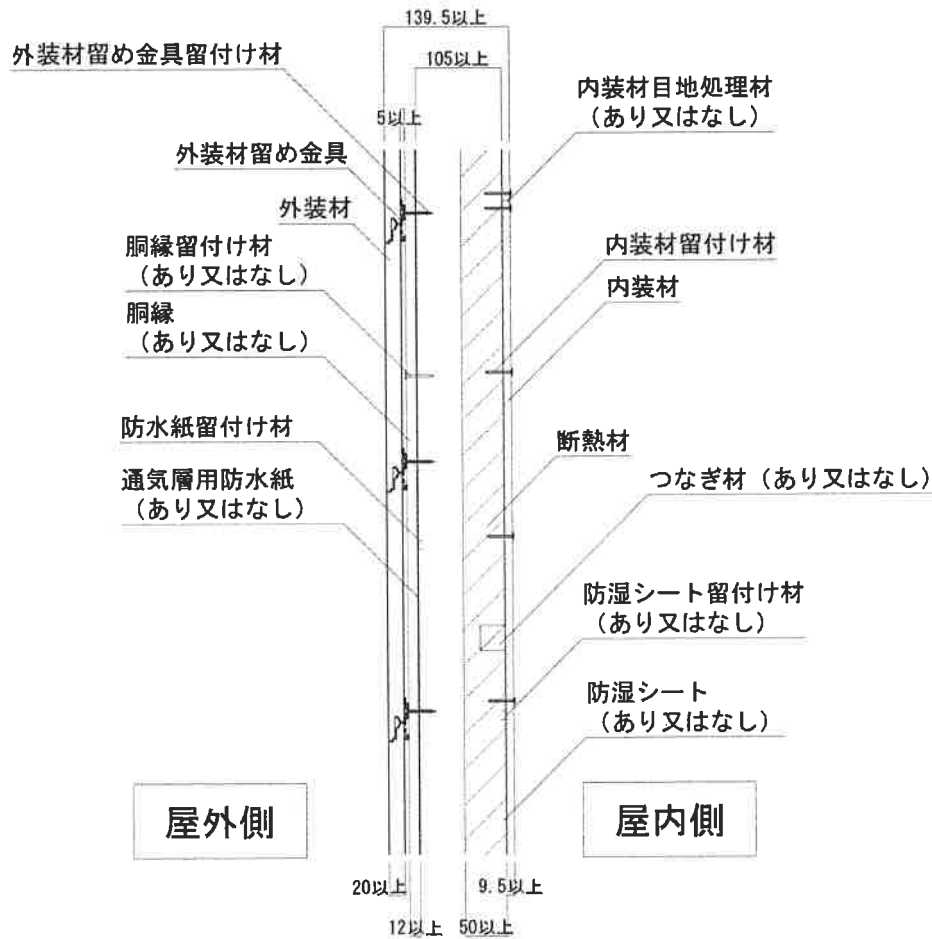 139.5以上
外装材留め金具留付け材
105以上
内装材目地処理材
(あり又はなし)
5以上
外装材留め金具
外装材
胴縁留付け材
(あり又はなし)
内装材留付け材
内装材
胴縁
(あり又はなし)
防水紙留付け材
断熱材
通気層用防水紙
(あり又はなし)
つなぎ材(あり又はなし)
防湿シート留付け材
(あり又はなし)
防湿シート
(あり又はなし)
屋外側
屋内側
20以上
9.5以上
12以上
50以上